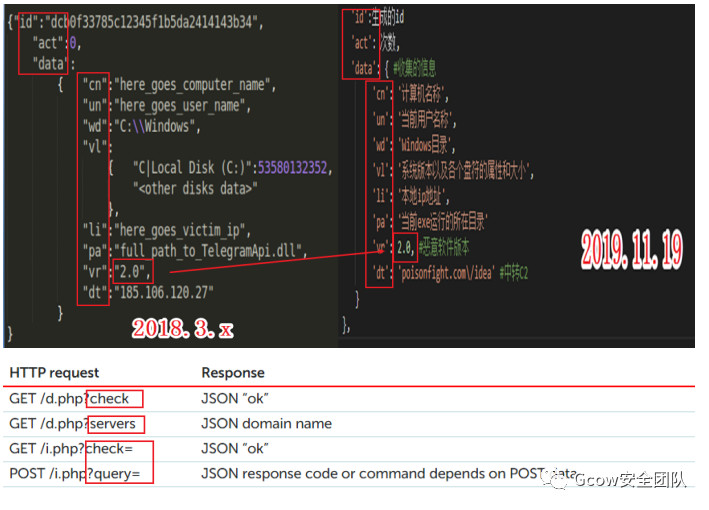 {"id":"dcb0f33785c12345f1b5da2414143b34",
"act":0,
"data":
{ "cn":"here_goes_computer_name",
"un":"here_goes_user_name",
"wd":"C:\\Windows",
"vl":
{ "C|Local Disk (C:)":53580132352,
"<other disks data>"
},
"li":"here_goes_victim_ip",
"pa":"full_path_to_TelegramApi.dll",
"vr":"2.0",
"dt":"185.106.120.27"
}
}
2018.3.x
'id':生成的id
'act': 次数,
'data': { #收集的信息
'cn': '计算机名称',
'un': '当前用户名称',
'wd': 'Windows目录',
'vl': '系统版本以及各个盘符的属性和大小',
'li': '本地ip地址',
'pa': '当前exe运行的所在目录'
'vr': 2.0, #恶意软件版本
'dt': 'poisonfight.com\/idea' #中转C2
}
},
2019.11.19
HTTP request Response
GET /d.php?check JSON "ok"
GET /d.php?servers JSON domain name
GET /i.php?check= JSON "ok"
POST /i.php?query= JSON response code or command depends on POST data
Gcow安全团队